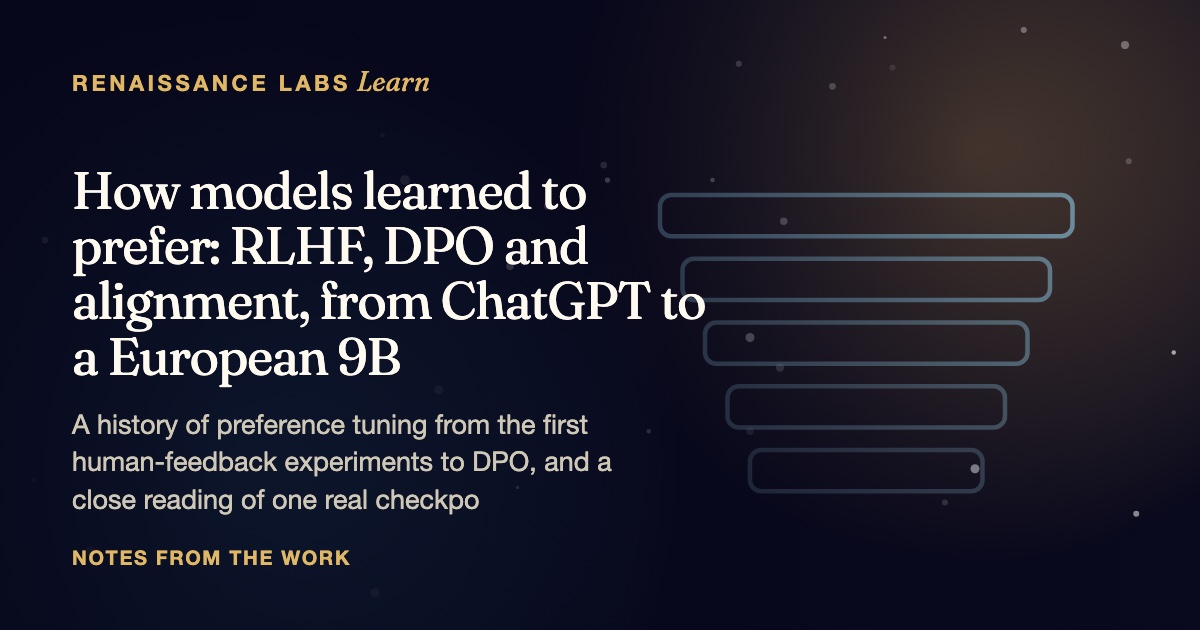 RENAISSANCE LABS Learn
How models learned to
prefer: RLHF, DPO and
alignment, from ChatGPT to
a European 9B
A history of preference tuning from the first
human-feedback experiments to DPO, and a
close reading of one real checkpo
NOTES FROM THE WORK